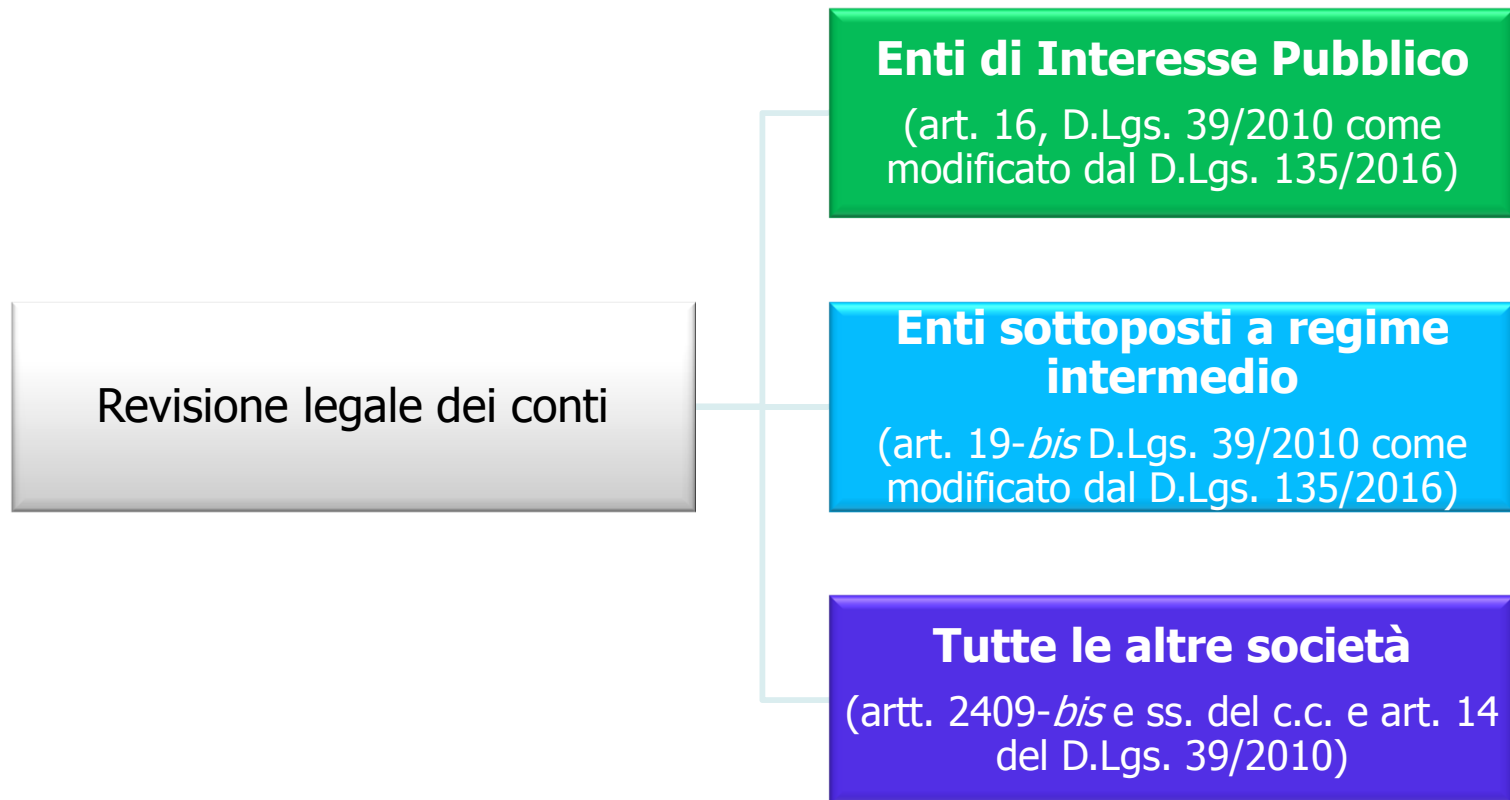 Revisione legale dei conti
Enti di Interesse Pubblico
(art. 16, D.Lgs. 39/2010 come
modificato dal D.Lgs. 135/2016)
Enti sottoposti a regime
intermedio
(art. 19-bis D.Lgs. 39/2010 come
modificato dal D.Lgs. 135/2016)
Tutte le altre società
(artt. 2409-bis e ss. del c.c. e art. 14
del D.Lgs. 39/2010)